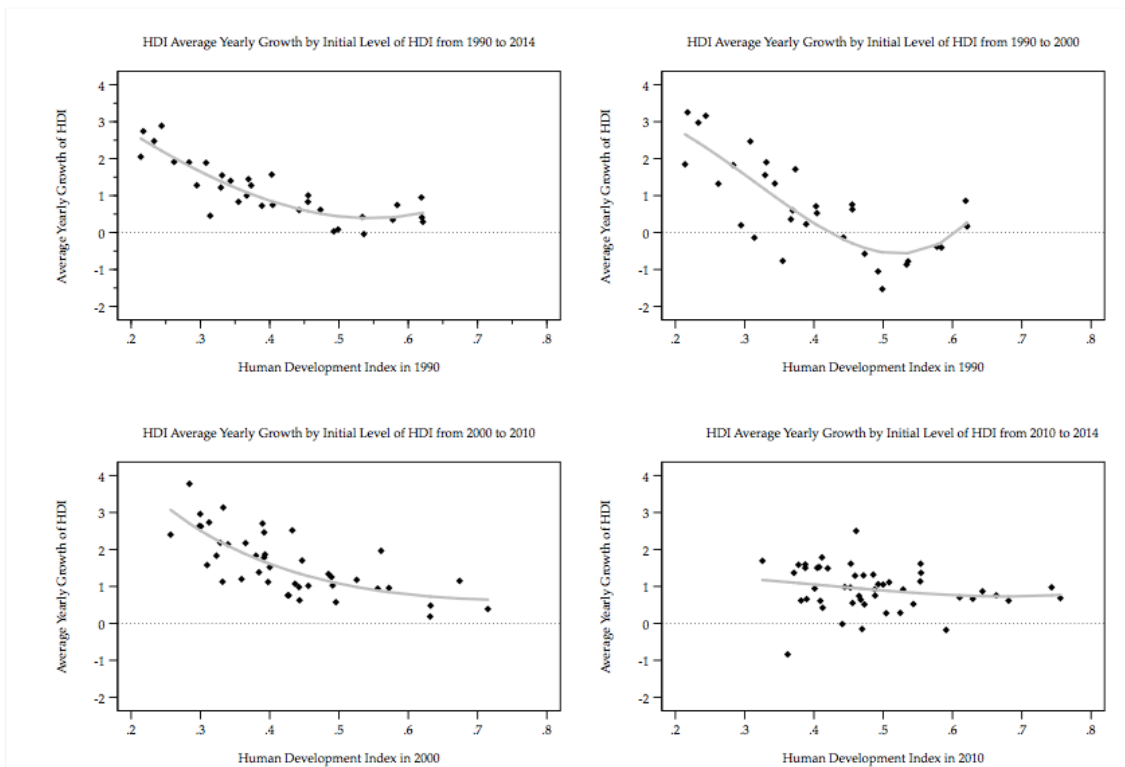 HDI Average Yearly Growth by Initial Level of HDI from 1990 to 2014
Average Yearly Growth of HDI
4
3
2
1
0
-1
-2
.2 .3 .4 .5 .6 .7 .8
Human Development Index in 1990
HDI Average Yearly Growth by Initial Level of HDI from 1990 to 2000
Average Yearly Growth of HDI
4
3
2
1
0
-1
-2
.2 .3 .4 .5 .6 .7 .8
Human Development Index in 1990
HDI Average Yearly Growth by Initial Level of HDI from 2000 to 2010
Average Yearly Growth of HDI
4
3
2
1
0
-1
-2
.2 .3 .4 .5 .6 .7 .8
Human Development Index in 2000
HDI Average Yearly Growth by Initial Level of HDI from 2010 to 2014
Average Yearly Growth of HDI
4
3
2
1
0
-1
-2
.2 .3 .4 .5 .6 .7 .8
Human Development Index in 2010